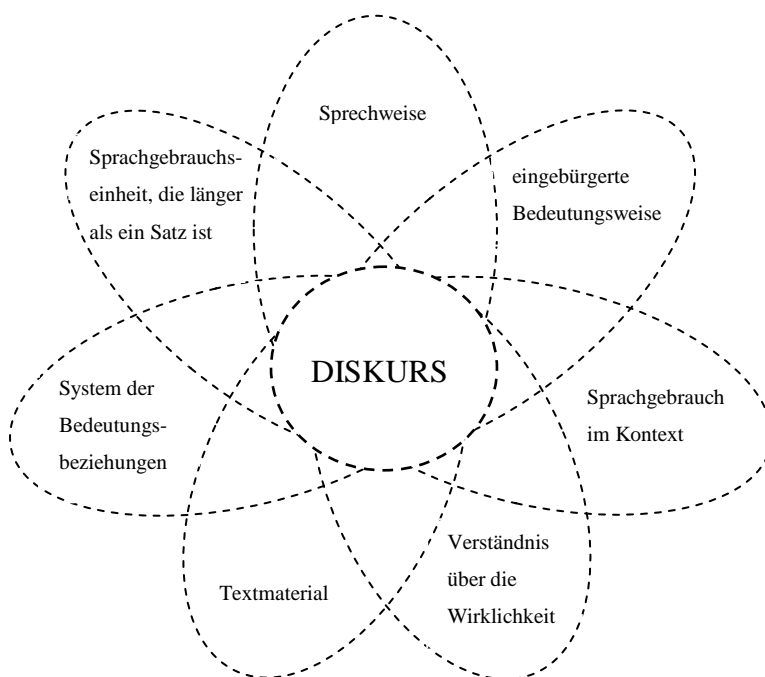 Sprechweise
Sprachgebrauchs-
einheit, die länger
als ein Satz ist
eingebürgerte
Bedeutungsweise
DISKURS
System der
Bedeutungs-
beziehungen
Sprachgebrauch
im Kontext
Textmaterial
Verständnis
über die
Wirklichkeit